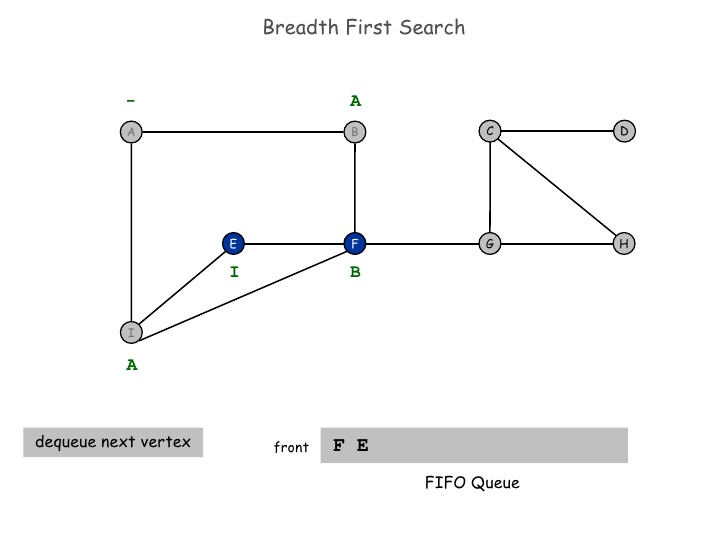 Breadth First Search
- A
A B C D
E F G H
I B
I
A
dequeue next vertex front F E
FIFO Queue